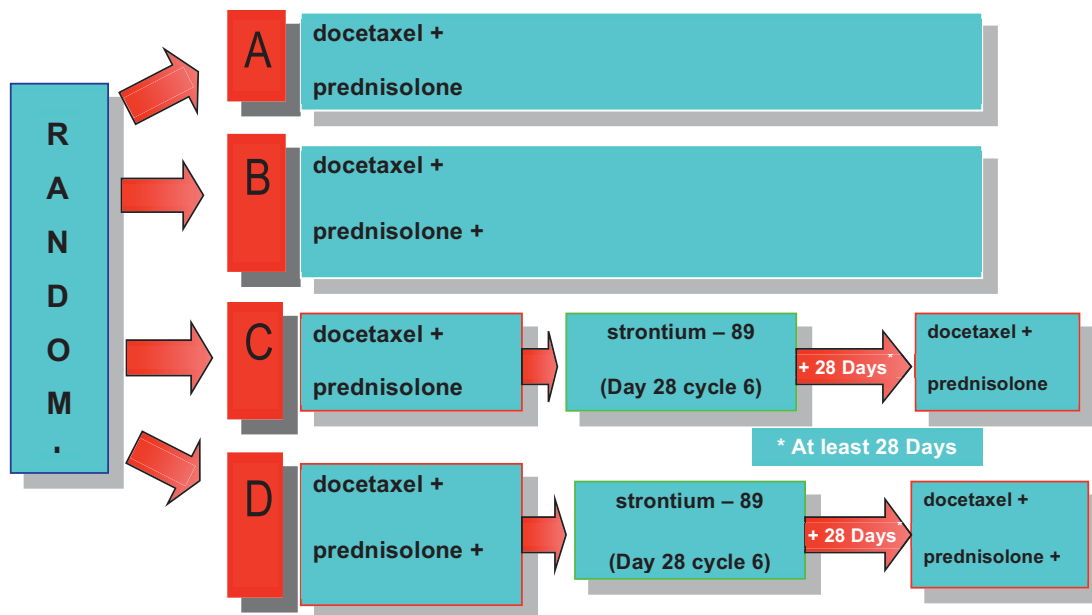 RANDOM.
A
docetaxel +
prednisolone
B
docetaxel +
prednisolone +
C
docetaxel +
prednisolone
strontium – 89
(Day 28 cycle 6)
+ 28 Days*
docetaxel +
prednisolone
* At least 28 Days
D
docetaxel +
prednisolone +
strontium – 89
(Day 28 cycle 6)
+ 28 Days*
docetaxel +
prednisolone +